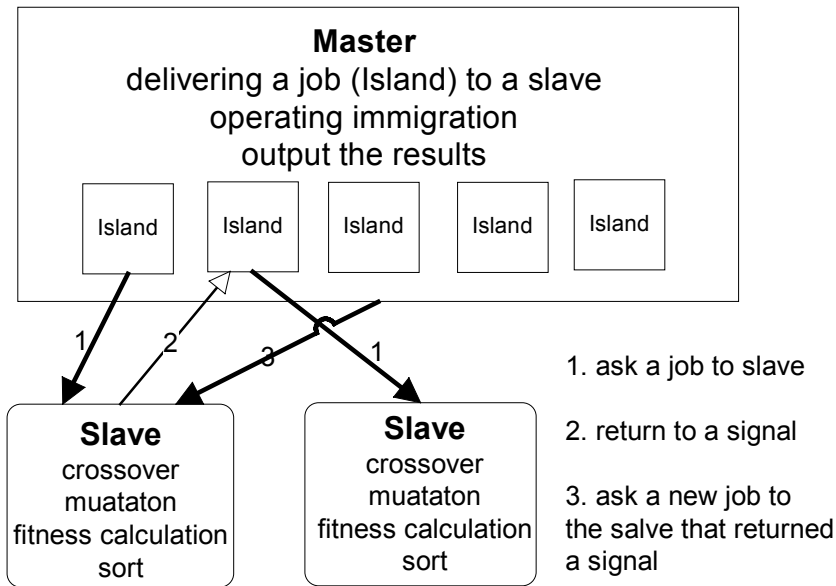 Master
delivering a job (Island) to a slave
operating immigration
output the results
Island
Island
Island
Island
Island
1
2
3
1
Slave
crossover
muataton
fitness calculation
sort
Slave
crossover
muataton
fitness calculation
sort
1. ask a job to slave
2. return to a signal
3. ask a new job to
the salve that returned
a signal